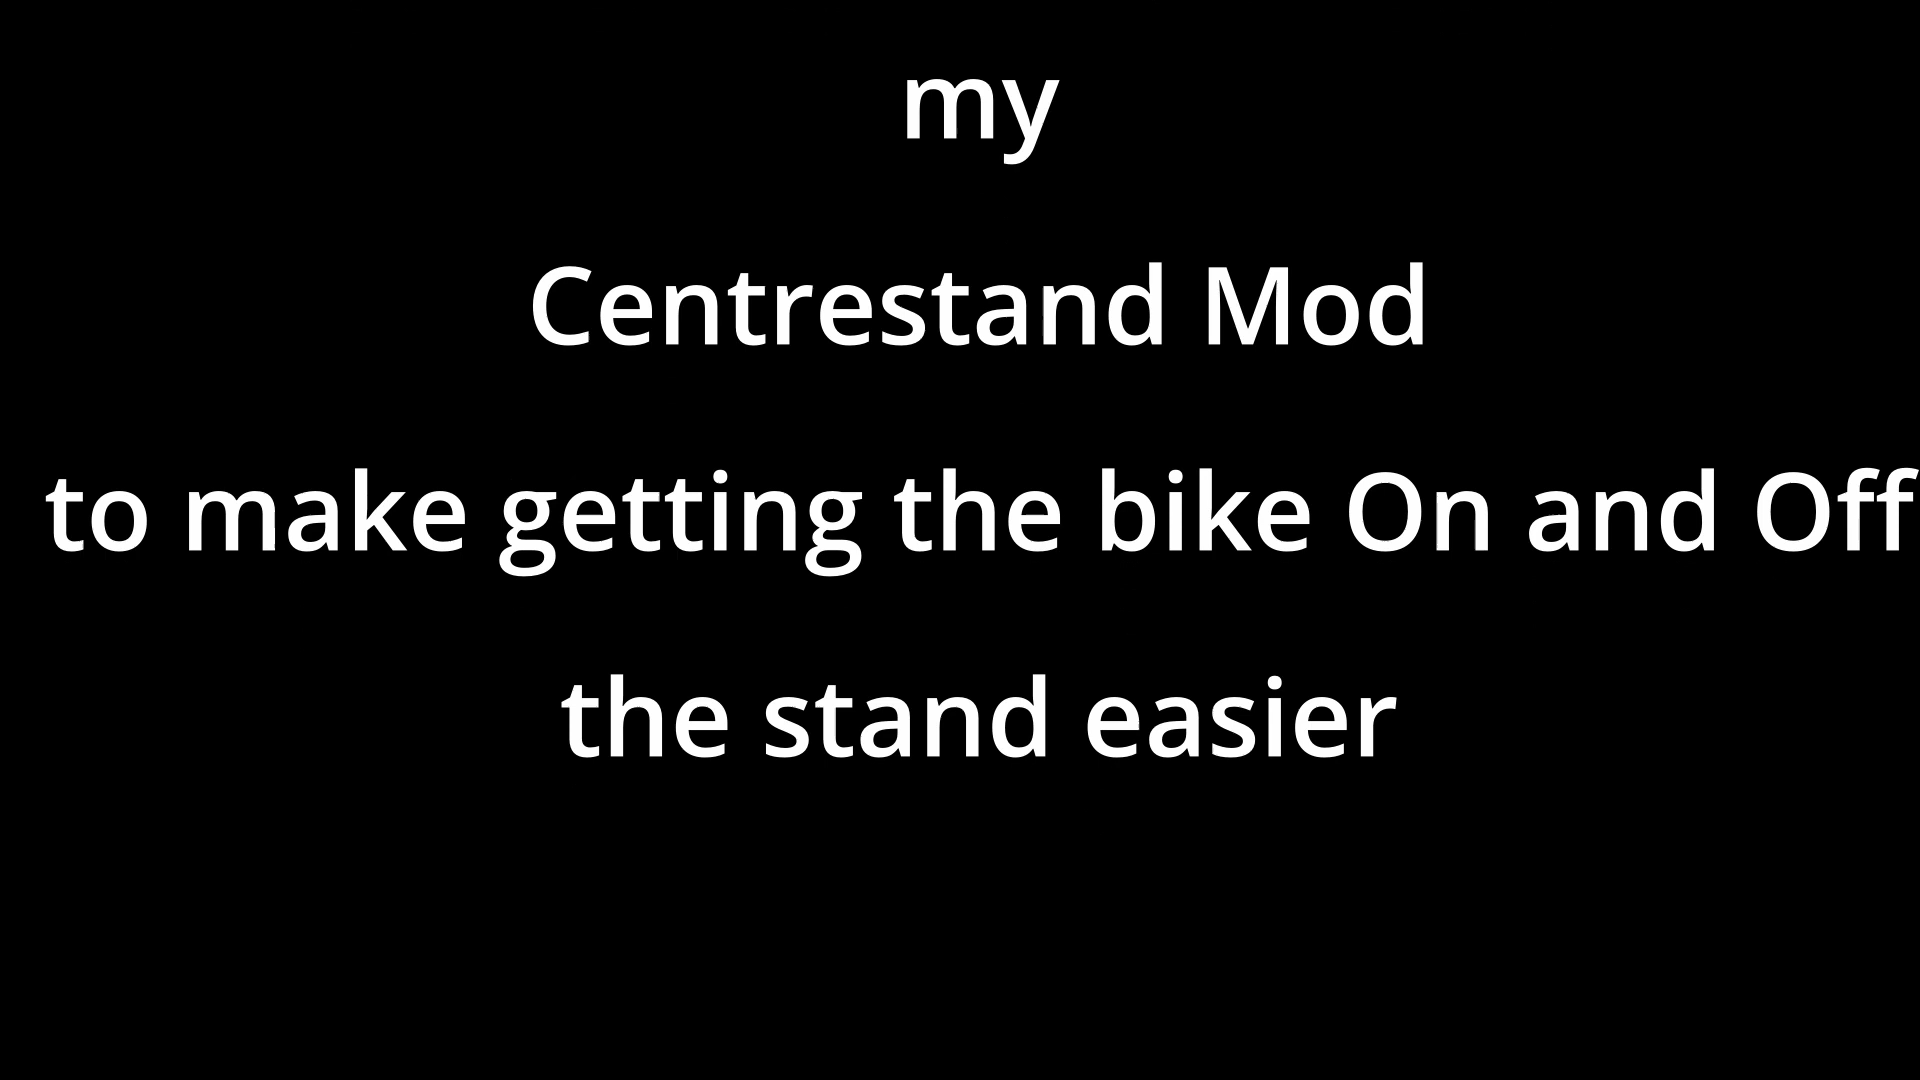 my
Centrestand Mod
to make getting the bike On and Off
the stand easier